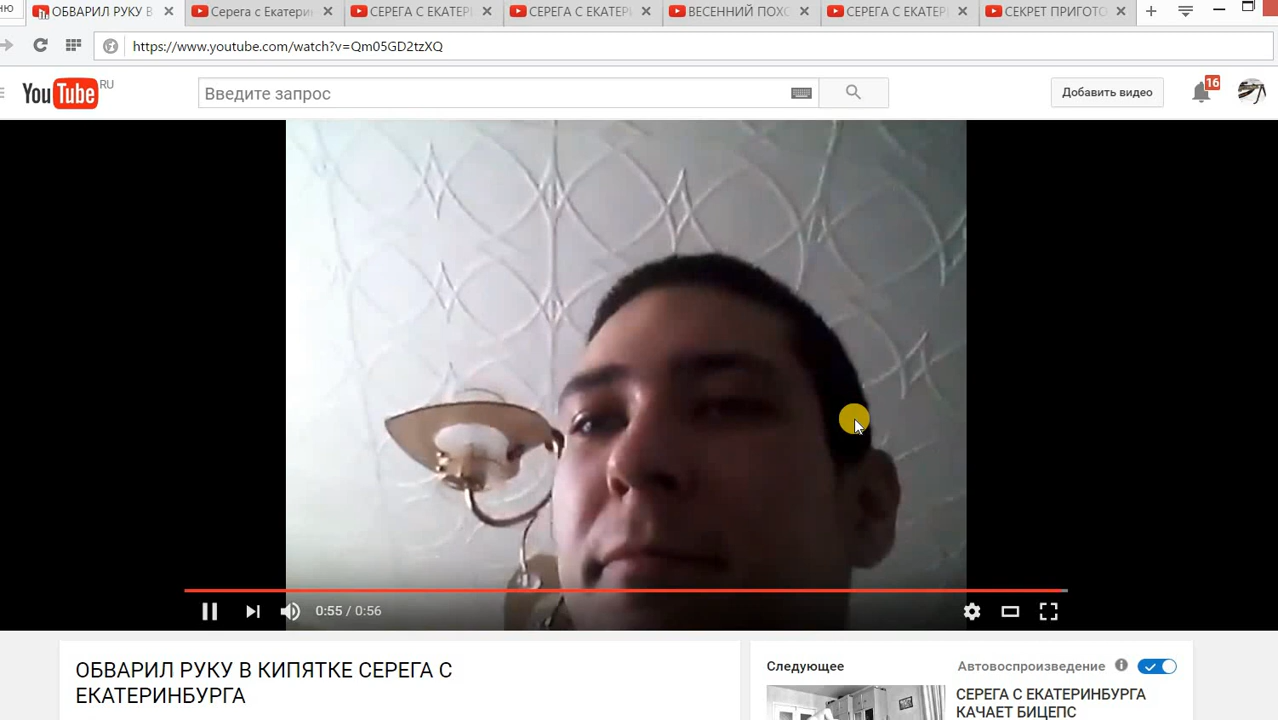 ню
ОБВАРИЛ РУКУ В
Серега с Екатерин
СЕРЕГА С ЕКАТЕР
СЕРЕГА С ЕКАТЕР
ВЕСЕННИЙ ПОХО
СЕРЕГА С ЕКАТЕР
СЕКРЕТ ПРИГОТО
https://www.youtube.com/watch?v=Qm05GD2tzXQ
YouTube RU
Введите запрос
Добавить видео
16
0:55 / 0:56
ОБВАРИЛ РУКУ В КИПЯТКЕ СЕРЕГА С
ЕКАТЕРИНБУРГА
Следующее
Автовоспроизведение
СЕРЕГА С ЕКАТЕРИНБУРГА
КАЧАЕТ БИЦЕПС